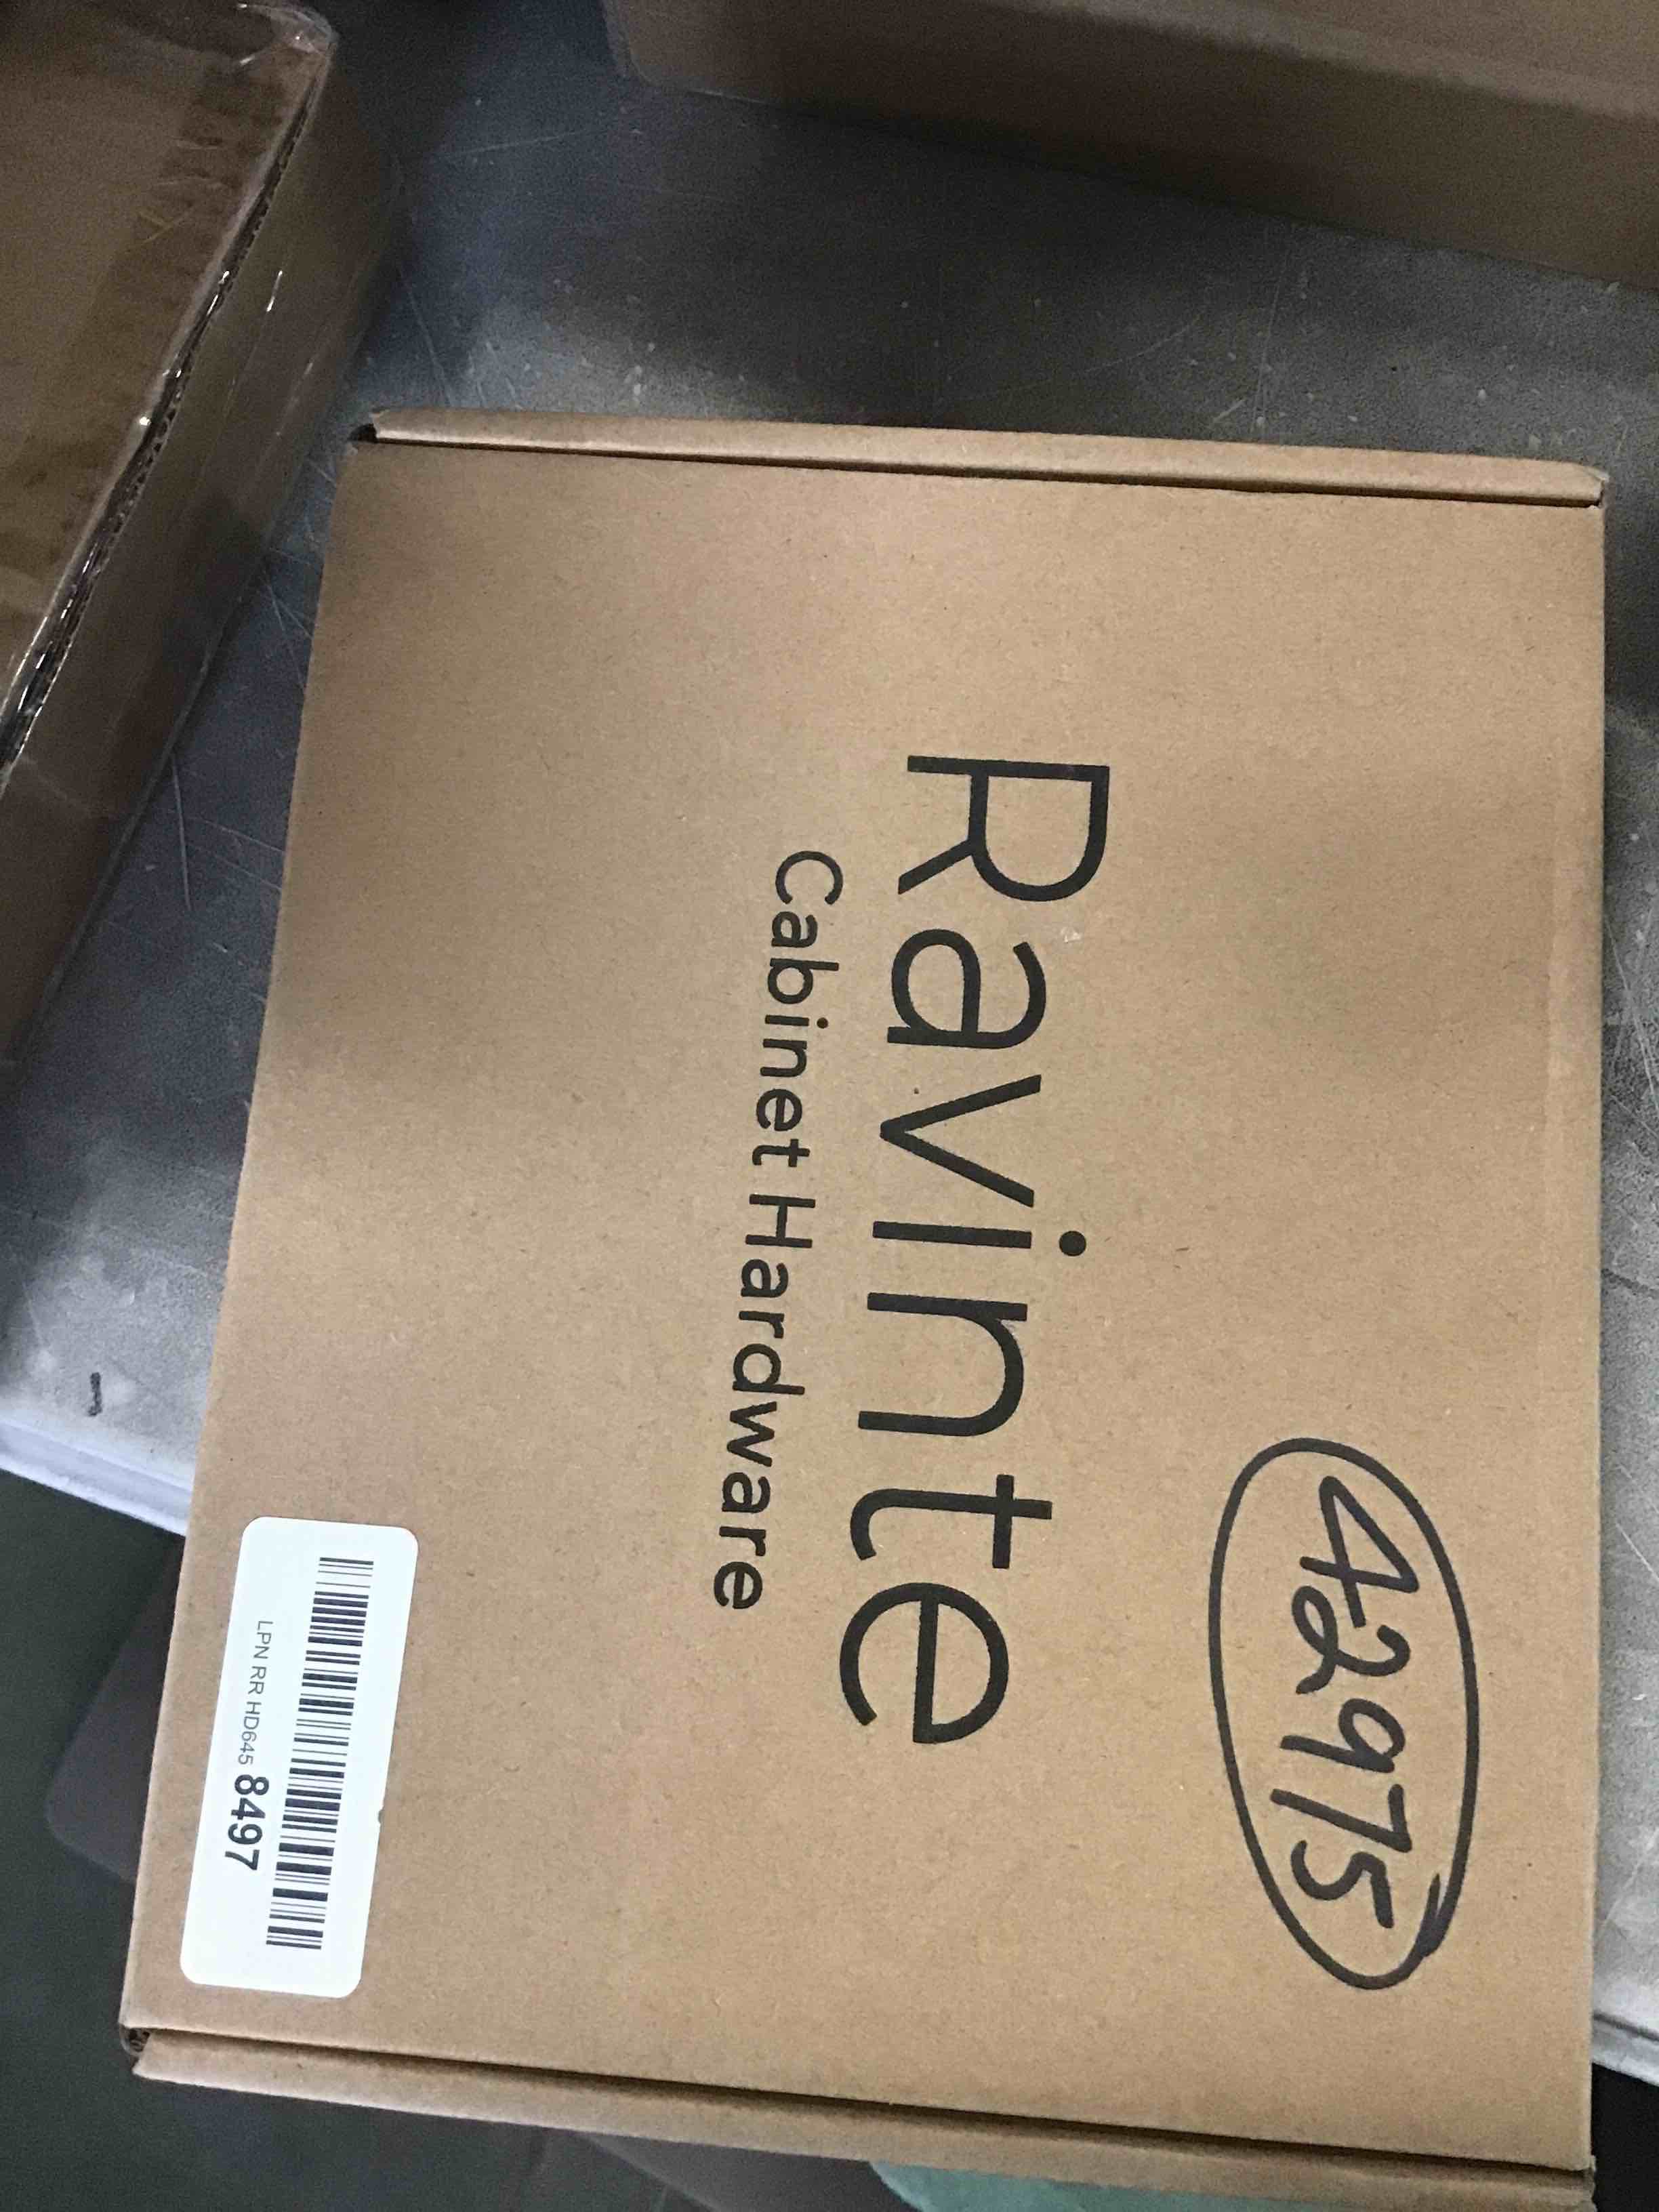 42975
Ravinte
Cabinet Hardware
LPN RR HD645 8497